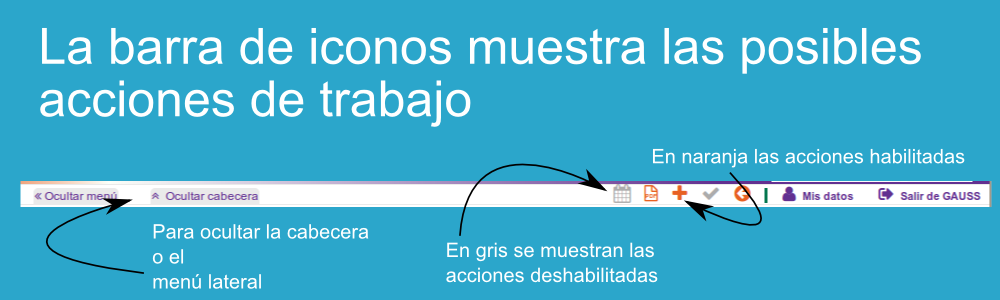 La barra de iconos muestra las posibles
acciones de trabajo
En naranja las acciones habilitadas
« Ocultar menú
Ocultar cabecera
PDF
Mis datos
Salir de GAUSS
Para ocultar la cabecera
o el
menú lateral
En gris se muestran las
acciones deshabilitadas